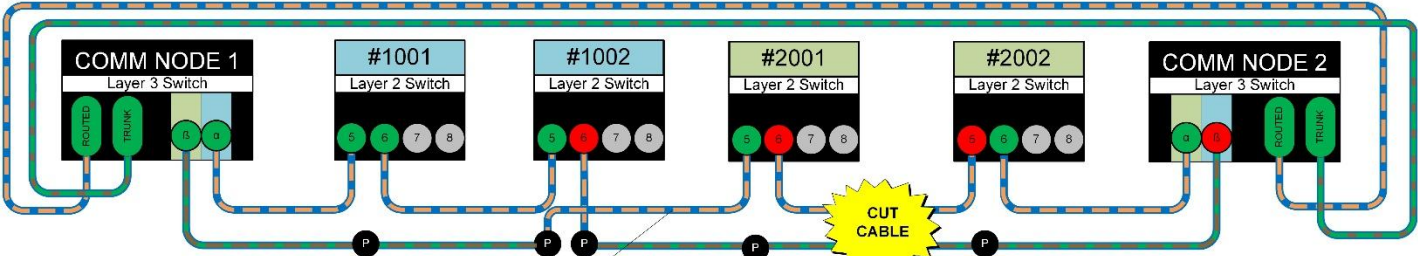 COMM NODE 1
Layer 3 Switch
ROUTED
TRUNK
ß
α
#1001
Layer 2 Switch
5 6 7 8
#1002
Layer 2 Switch
5 6 7 8
#2001
Layer 2 Switch
5 6 7 8
#2002
Layer 2 Switch
5 6 7 8
COMM NODE 2
Layer 3 Switch
α
ß
ROUTED
TRUNK
CUT
CABLE
P
P
P
P
P